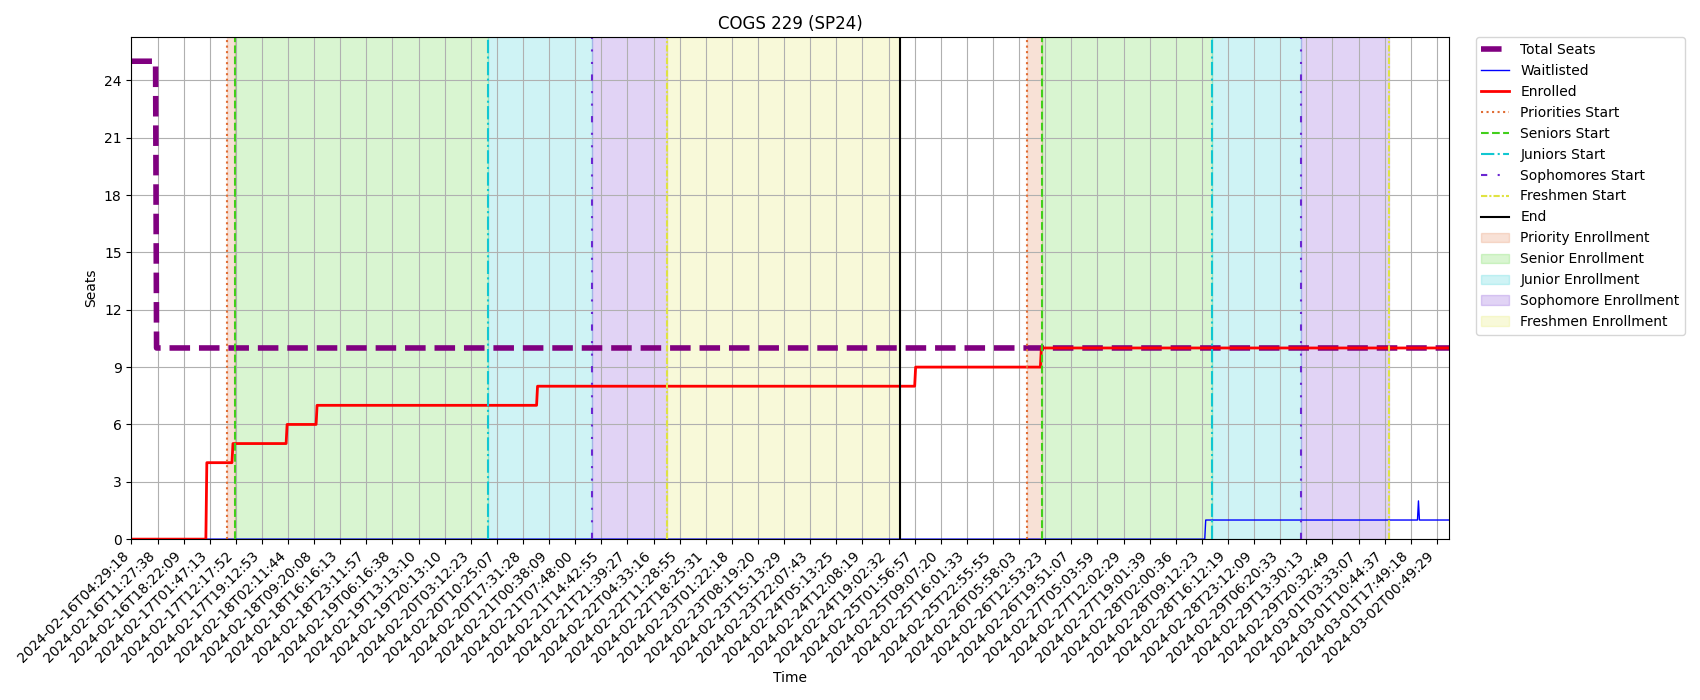 COGS 229 (SP24)
Seats
24
21
18
15
12
9
6
3
0
2024-02-16T04:29:18
2024-02-16T11:27:38
2024-02-16T18:22:09
2024-02-17T01:47:13
2024-02-17T12:17:52
2024-02-17T19:12:53
2024-02-18T02:11:44
2024-02-18T09:20:08
2024-02-18T16:16:13
2024-02-18T23:11:57
2024-02-19T06:16:38
2024-02-19T13:13:10
2024-02-19T20:13:10
2024-02-20T03:12:23
2024-02-20T10:25:07
2024-02-20T17:31:28
2024-02-21T00:38:09
2024-02-21T07:48:00
2024-02-21T14:42:55
2024-02-21T21:39:27
2024-02-22T04:33:16
2024-02-22T11:28:55
2024-02-22T18:25:31
2024-02-23T01:22:18
2024-02-23T08:19:20
2024-02-23T15:13:29
2024-02-23T22:07:43
2024-02-24T05:13:25
2024-02-24T12:08:19
2024-02-24T19:02:32
2024-02-25T01:56:57
2024-02-25T09:07:20
2024-02-25T16:01:33
2024-02-25T22:55:55
2024-02-26T05:58:03
2024-02-26T12:53:23
2024-02-26T19:51:07
2024-02-27T05:03:59
2024-02-27T12:02:29
2024-02-27T19:01:39
2024-02-28T02:00:36
2024-02-28T09:12:23
2024-02-28T16:12:19
2024-02-28T23:12:09
2024-02-29T06:20:33
2024-02-29T13:30:13
2024-02-29T20:32:49
2024-03-01T03:33:07
2024-03-01T10:44:37
2024-03-01T17:49:18
2024-03-02T00:49:29
Time
Total Seats
Waitlisted
Enrolled
Priorities Start
Seniors Start
Juniors Start
Sophomores Start
Freshmen Start
End
Priority Enrollment
Senior Enrollment
Junior Enrollment
Sophomore Enrollment
Freshmen Enrollment